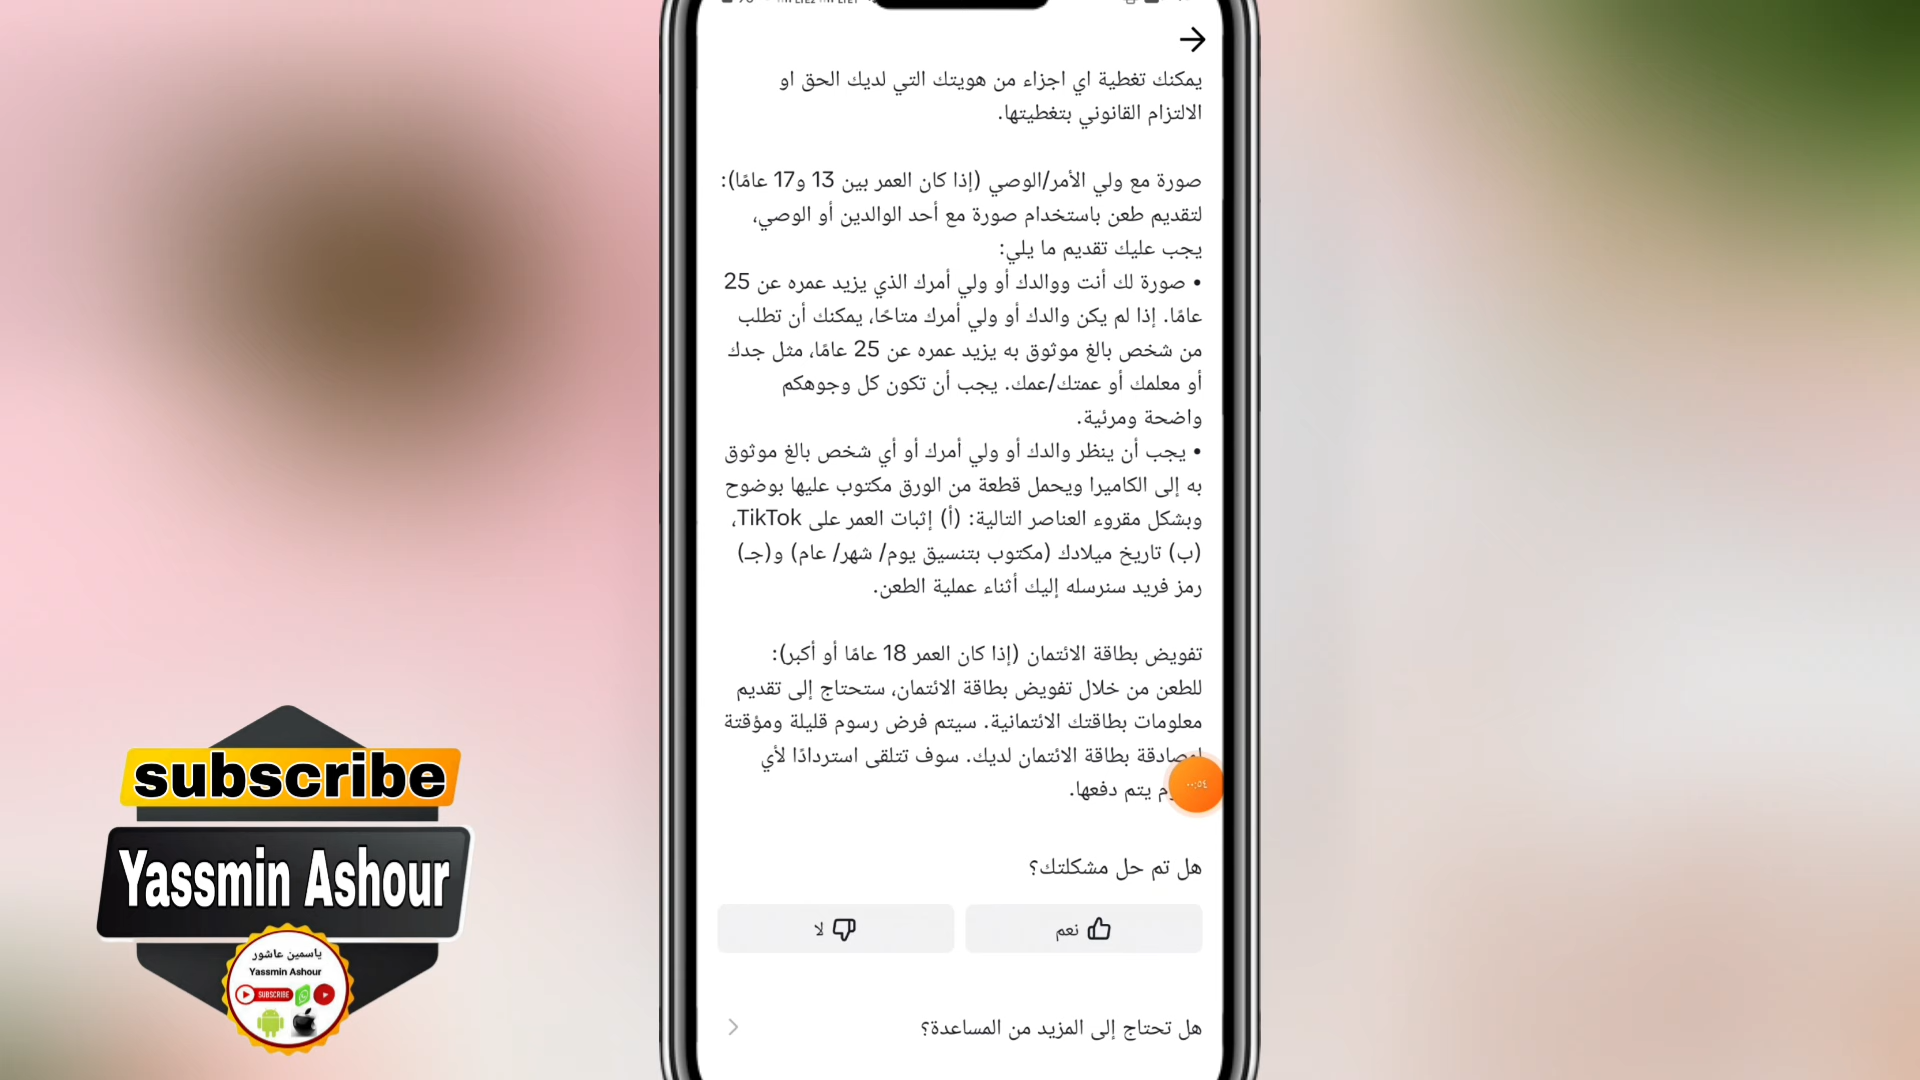 يمكنك تغطية اي اجزاء من هويتك التي لديك الحق او
الالتزام القانوني بتغطيتها.
صورة مع ولي الأمر/الوصي (إذا كان العمر بين 13 و17 عامًا):
لتقديم طعن باستخدام صورة مع أحد الوالدين أو الوصي،
يجب عليك تقديم ما يلي:
• صورة لك أنت ووالدك أو ولي أمرك الذي يزيد عمره عن 25
عامًا. إذا لم يكن والدك أو ولي أمرك متاحًا، يمكنك أن تطلب
من شخص بالغ موثوق به يزيد عمره عن 25 عامًا، مثل جدك
أو معلمك أو عمتك/عمك. يجب أن تكون كل وجوهكم
واضحة ومرئية.
• يجب أن ينظر والدك أو ولي أمرك أو أي شخص بالغ موثوق
به إلى الكاميرا ويحمل قطعة من الورق مكتوب عليها بوضوح
وبشكل مقروء العناصر التالية: (أ) إثبات العمر على TikTok،
(ب) تاريخ ميلادك (مكتوب بتنسيق يوم/ شهر/ عام) و(جـ)
رمز فريد سنرسله إليك أثناء عملية الطعن.
تفويض بطاقة الائتمان (إذا كان العمر 18 عامًا أو أكبر):
للطعن من خلال تفويض بطاقة الائتمان، ستحتاج إلى تقديم
معلومات بطاقتك الائتمانية. سيتم فرض رسوم قليلة ومؤقتة
بطاقة الائتمان لديك. سوف تتلقى استردادًا لأي
يتم دفعها.
٠٠:٥٤
هل تم حل مشكلتك؟
نعم
لا
هل تحتاج إلى المزيد من المساعدة؟
subscribe
Yassmin Ashour
ياسمين عاشور
Yassmin Ashour
SUBSCRIBE